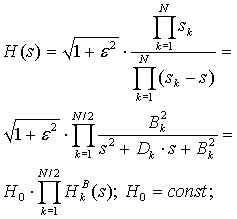 H(s) = √(1 + ε²) · ∏_{k=1}^{N} s_k / ∏_{k=1}^{N} (s_k − s) =
√(1 + ε²) · ∏_{k=1}^{N/2} B_k² / (s² + D_k · s + B_k²) =
H_0 · ∏_{k=1}^{N/2} H_k^B(s); H_0 = const;